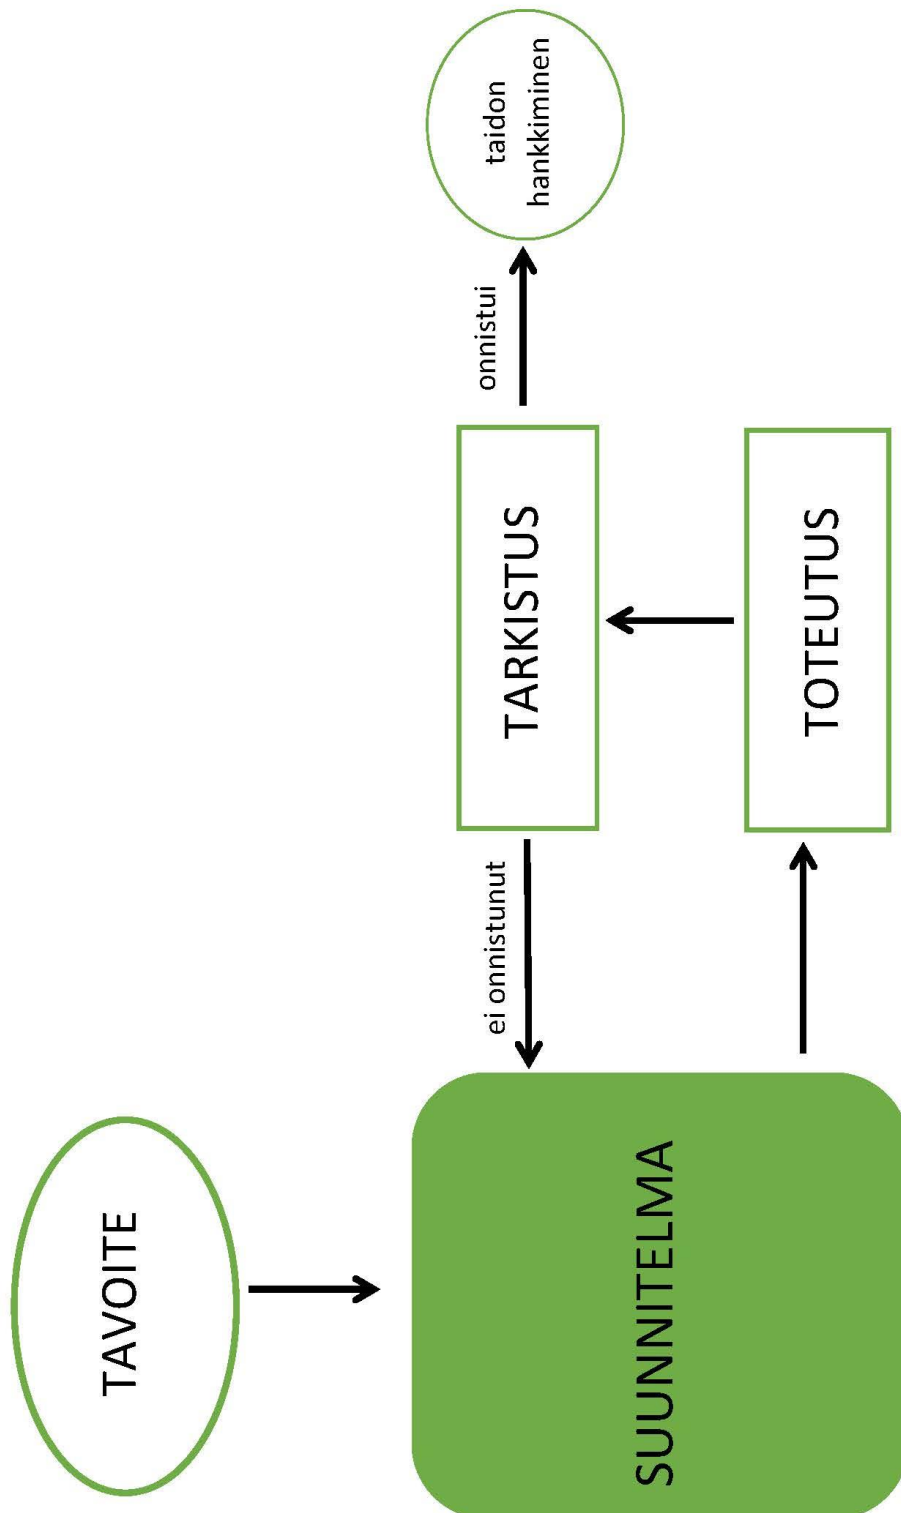 TAVOITE
SUUNNITELMA
ei onnistunut
TARKISTUS
TOTEUTUS
onnistui
taidon
hankkiminen